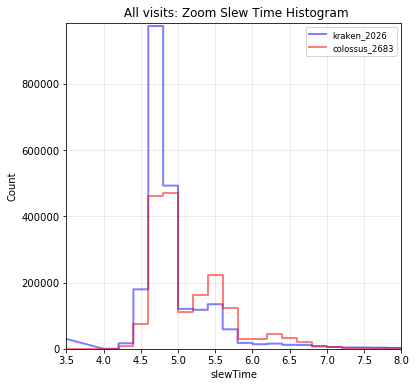 All visits: Zoom Slew Time Histogram
kraken_2026
colossus_2683
800000
600000
400000
200000
0
Count
3.5 4.0 4.5 5.0 5.5 6.0 6.5 7.0 7.5 8.0
slewTime